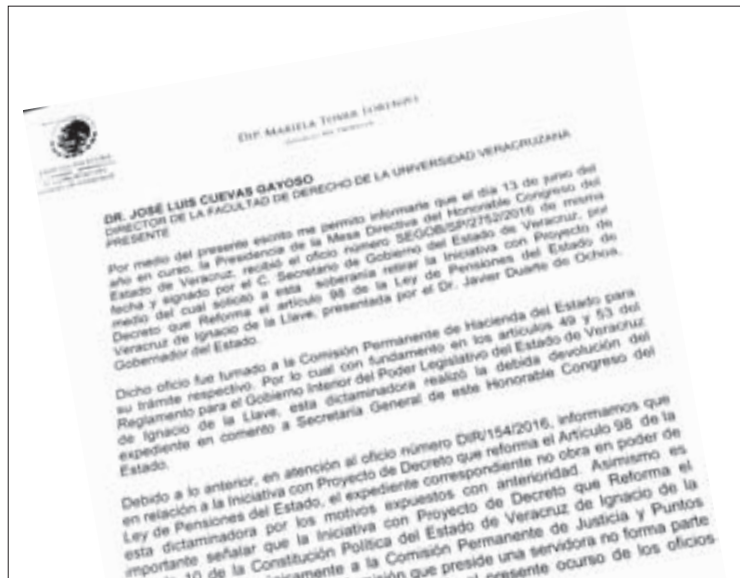 DIP. MARIELA TOVAR LORENZO
DR. JOSÉ LUIS CUEVAS GAYOSO
DIRECTOR DE LA FACULTAD DE DERECHO DE LA UNIVERSIDAD VERACRUZANA
PRESENTE
Por medio del presente escrito me permito informarle que el día 13 de junio del
año en curso, la Presidencia de la Mesa Directiva del Honorable Congreso del
Estado de Veracruz, recibió el oficio número SEGOB/SP/2752/2016 de misma
fecha y signado por el C. Secretario de Gobierno del Estado de Veracruz, por
medio del cual solicitó a esta soberanía retirar la Iniciativa con Proyecto de
Decreto que Reforma el artículo 98 de la Ley de Pensiones del Estado de
Veracruz de Ignacio de la Llave, presentada por el Dr. Javier Duarte de Ochoa,
Gobernador del Estado.
Dicho oficio fue turnado a la Comisión Permanente de Hacienda del Estado para
su trámite respectivo. Por lo cual con fundamento en los artículos 49 y 53 del
Reglamento para el Gobierno Interior del Poder Legislativo del Estado de Veracruz
de Ignacio de la Llave, esta dictaminadora realizó la debida devolución del
expediente en comento a Secretaría General de este Honorable Congreso del
Estado.
Debido a lo anterior, en atención al oficio número DIR/154/2016, informamos que
en relación a la Iniciativa con Proyecto de Decreto que reforma el Artículo 98 de la
Ley de Pensiones del Estado, el expediente correspondiente no obra en poder de
esta dictaminadora por los motivos expuestos con anterioridad. Asimismo es
importante señalar que la Iniciativa con Proyecto de Decreto que Reforma el
10 de la Constitución Política del Estado de Veracruz de Ignacio de la
a la Comisión Permanente de Justicia y Puntos
que preside una servidora no forma parte
presente ocurso de los oficios